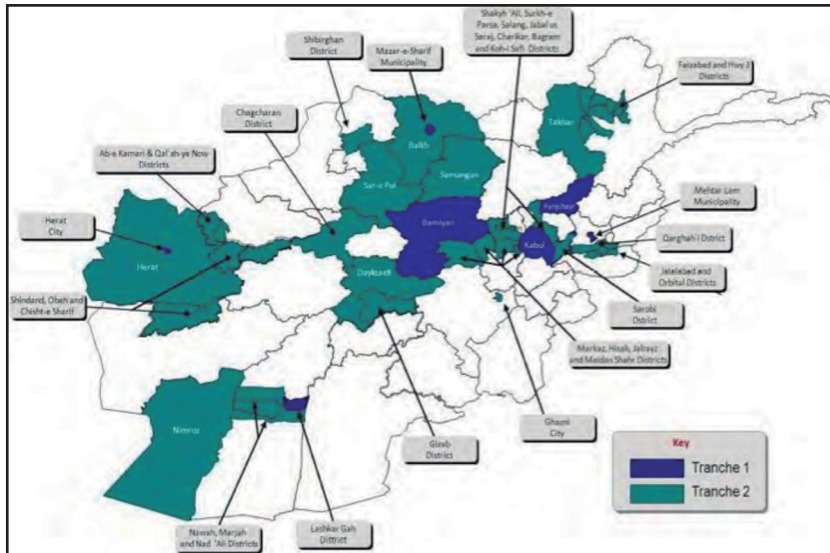 Shakyh 'Ali, Surkh-e
Parsa, Salang, Jabal us
Saraj, Charikar, Bagram
and Koh-i Safi Districts
Shibirghan
District
Mazar-e-Sharif
Municipality
Faizabad and Hwy 3
Districts
Chagcharan
District
Takhar
Balkh
Ab-e Kamari & Qal'ah-ye Now
Districts
Sar-e Pul
Samangan
Mehtar Lem
Municipality
Panjshayr
Herat
City
Bamiyan
Qarghah'i District
Kabul
Herat
Daykundi
Jalalabad and
Orbital Districts
Shindand, Obeh and
Chisht-e Sharif
Sarobi
District
Markaz, Hisah, Jalrayz
and Maidan Shahr Districts
Nimroz
Ghazni
City
Gizab
District
Key
Tranche 1
Tranche 2
Nawah, Marjah
and Nad 'Ali Districts
Lashkar Gah
District